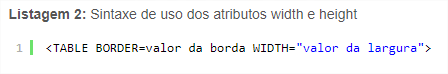 Listagem 2: Sintaxe de uso dos atributos width e height
1 <TABLE BORDER=valor da borda WIDTH="valor da largura">